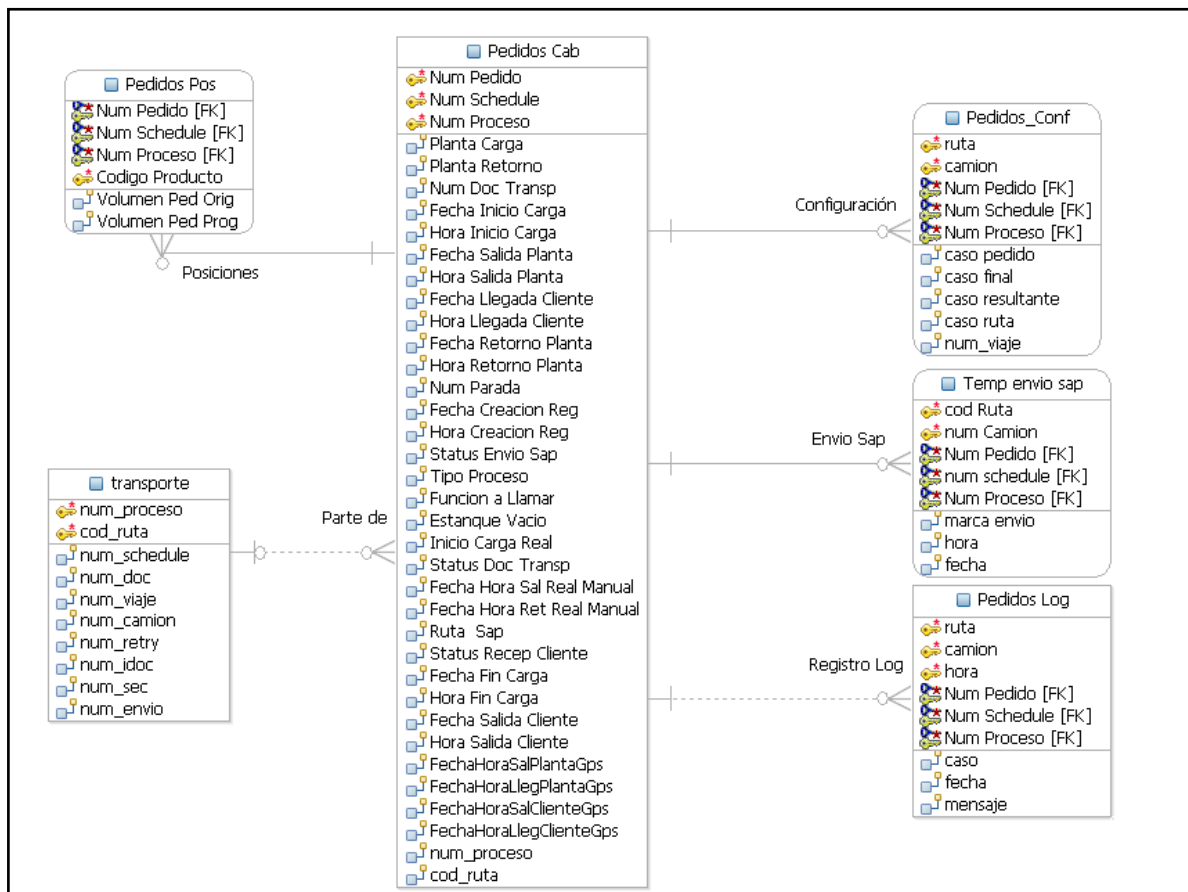 Pedidos Pos
Num Pedido [FK]
Num Schedule [FK]
Num Proceso [FK]
Codigo Producto
Volumen Ped Orig
Volumen Ped Prog
Posiciones
transporte
num_proceso
cod_ruta
num_schedule
num_doc
num_viaje
num_camion
num_retry
num_idoc
num_sec
num_envio
Parte de
Pedidos Cab
Num Pedido
Num Schedule
Num Proceso
Planta Carga
Planta Retorno
Num Doc Transp
Fecha Inicio Carga
Hora Inicio Carga
Fecha Salida Planta
Hora Salida Planta
Fecha Llegada Cliente
Hora Llegada Cliente
Fecha Retorno Planta
Hora Retorno Planta
Num Parada
Fecha Creacion Reg
Hora Creacion Reg
Status Envio Sap
Tipo Proceso
Funcion a Llamar
Estanque Vacio
Inicio Carga Real
Status Doc Transp
Fecha Hora Sal Real Manual
Fecha Hora Ret Real Manual
Ruta Sap
Status Recep Cliente
Fecha Fin Carga
Hora Fin Carga
Fecha Salida Cliente
Hora Salida Cliente
FechaHoraSalPlantaGps
FechaHoraLlegPlantaGps
FechaHoraSalClienteGps
FechaHoraLlegClienteGps
num_proceso
cod_ruta
Configuración
Pedidos_Conf
ruta
camion
Num Pedido [FK]
Num Schedule [FK]
Num Proceso [FK]
caso pedido
caso final
caso resultante
caso ruta
num_viaje
Envio Sap
Temp envio sap
cod Ruta
num Camion
Num Pedido [FK]
num schedule [FK]
Num Proceso [FK]
marca envio
hora
fecha
Registro Log
Pedidos Log
ruta
camion
hora
Num Pedido [FK]
Num Schedule [FK]
Num Proceso [FK]
caso
fecha
mensaje